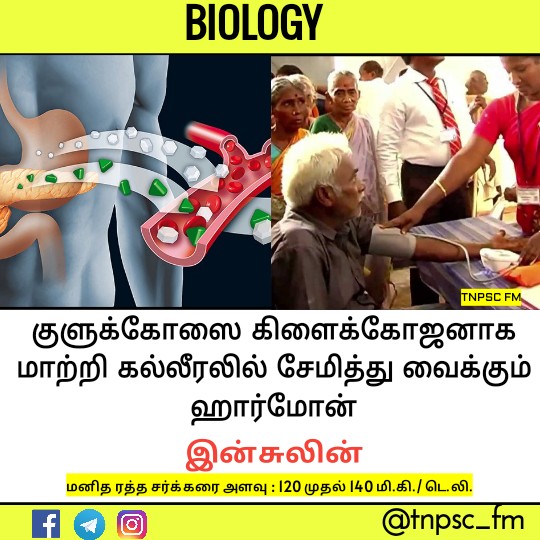 BIOLOGY
TNPSC FM
குளுக்கோஸை கிளைக்கோஜனாக
மாற்றி கல்லீரலில் சேமித்து வைக்கும்
ஹார்மோன்
இன்சுலின்
மனித ரத்த சர்க்கரை அளவு : 120 முதல் 140 மி.கி./ டெ.லி.
@tnpsc_fm